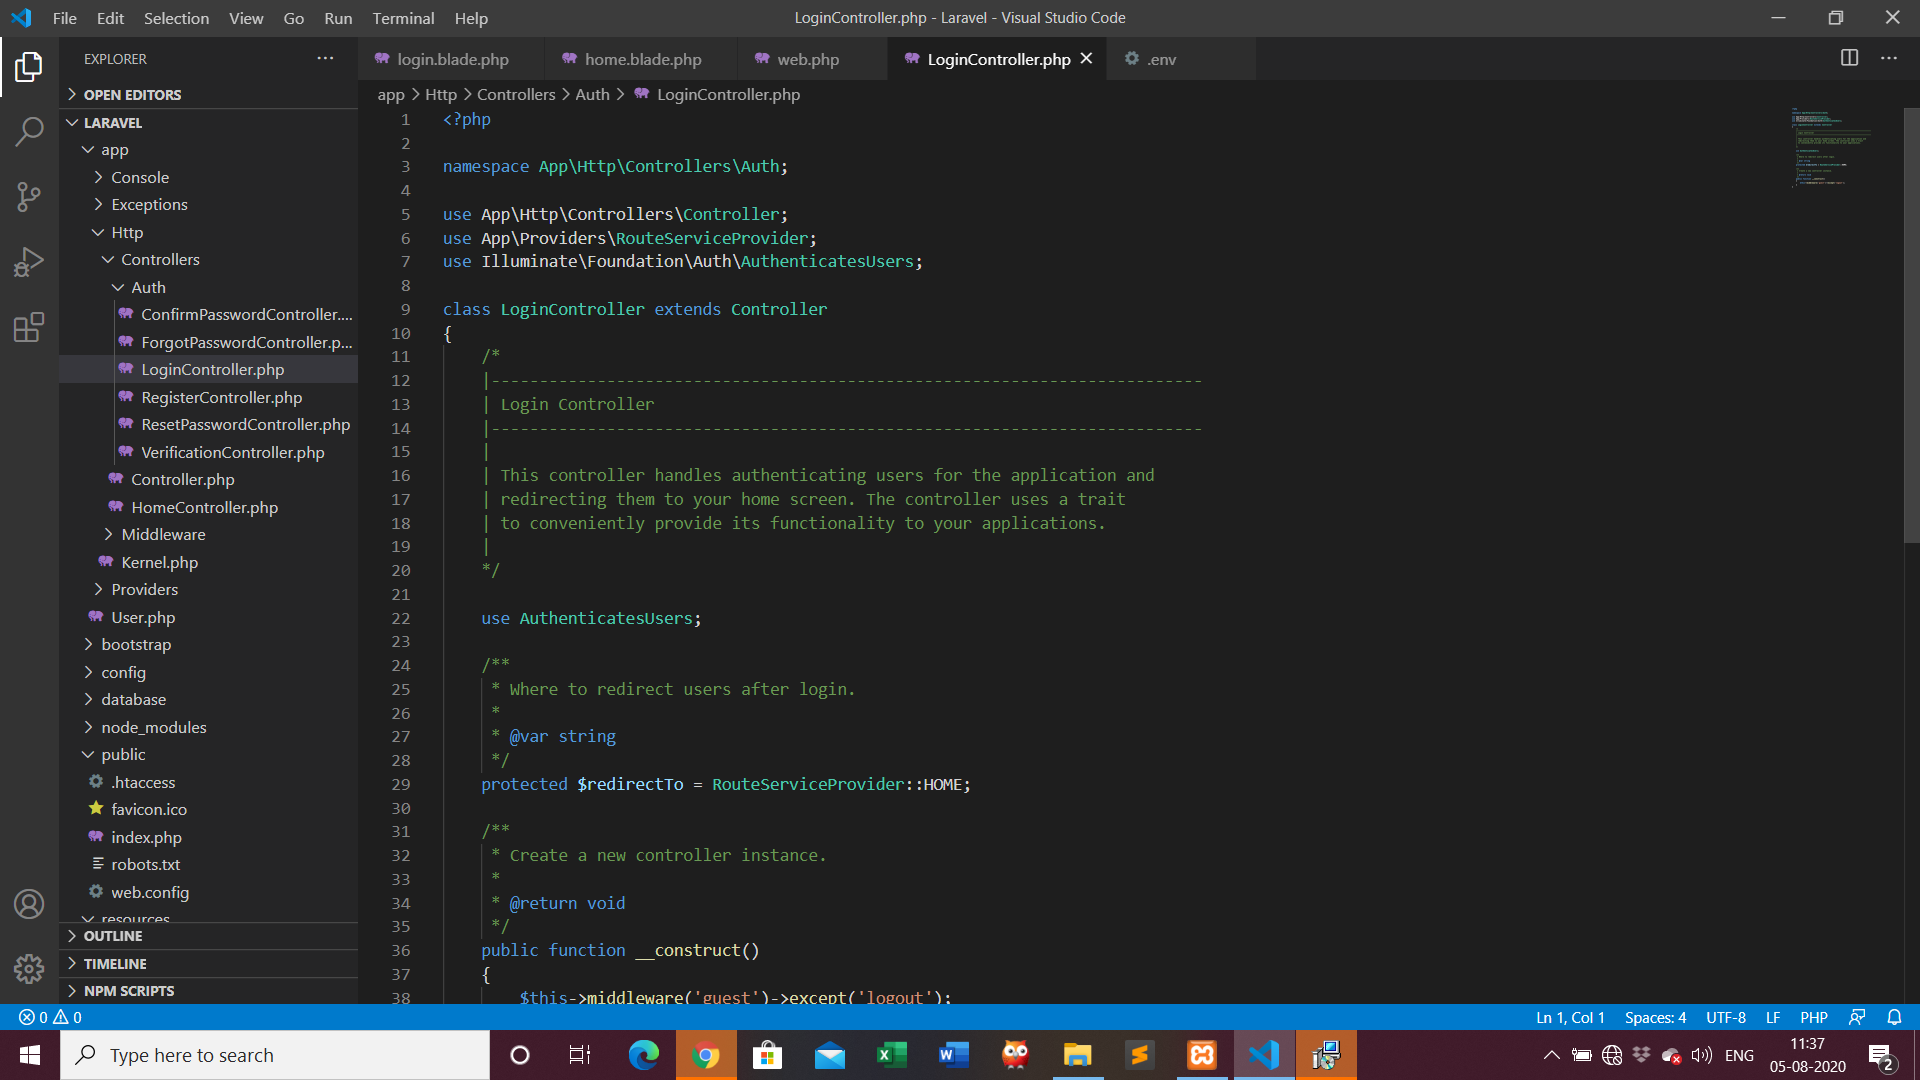 File Edit Selection View Go Run Terminal Help
LoginController.php - Laravel - Visual Studio Code
EXPLORER
OPEN EDITORS
LARAVEL
app
Console
Exceptions
Http
Controllers
Auth
ConfirmPasswordController....
ForgotPasswordController.p...
LoginController.php
RegisterController.php
ResetPasswordController.php
VerificationController.php
Controller.php
HomeController.php
Middleware
Kernel.php
Providers
User.php
bootstrap
config
database
node_modules
public
.htaccess
favicon.ico
index.php
robots.txt
web.config
resources
OUTLINE
TIMELINE
NPM SCRIPTS
login.blade.php home.blade.php web.php LoginController.php .env
app > Http > Controllers > Auth > LoginController.php
1 <?php
2
3 namespace App\Http\Controllers\Auth;
4
5 use App\Http\Controllers\Controller;
6 use App\Providers\RouteServiceProvider;
7 use Illuminate\Foundation\Auth\AuthenticatesUsers;
8
9 class LoginController extends Controller
10 {
11 /*
12 |--------------------------------------------------------------------------
13 | Login Controller
14 |--------------------------------------------------------------------------
15 |
16 | This controller handles authenticating users for the application and
17 | redirecting them to your home screen. The controller uses a trait
18 | to conveniently provide its functionality to your applications.
19 |
20 */
21
22 use AuthenticatesUsers;
23
24 /**
25 * Where to redirect users after login.
26 *
27 * @var string
28 */
29 protected $redirectTo = RouteServiceProvider::HOME;
30
31 /**
32 * Create a new controller instance.
33 *
34 * @return void
35 */
36 public function __construct()
37 {
38 $this->middleware('guest')->except('logout');
0 0
Ln 1, Col 1 Spaces: 4 UTF-8 LF PHP
Type here to search
ENG
11:37
05-08-2020
2